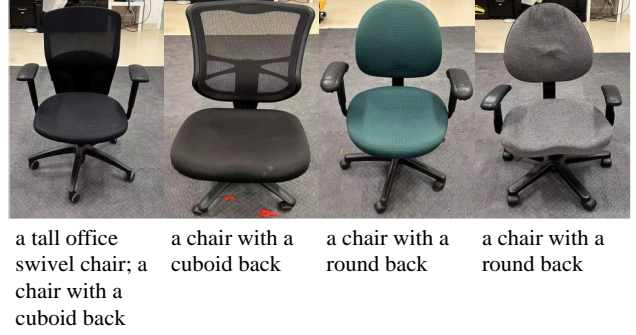 a tall office
swivel chair; a
chair with a
cuboid back
a chair with a
cuboid back
a chair with a
round back
a chair with a
round back